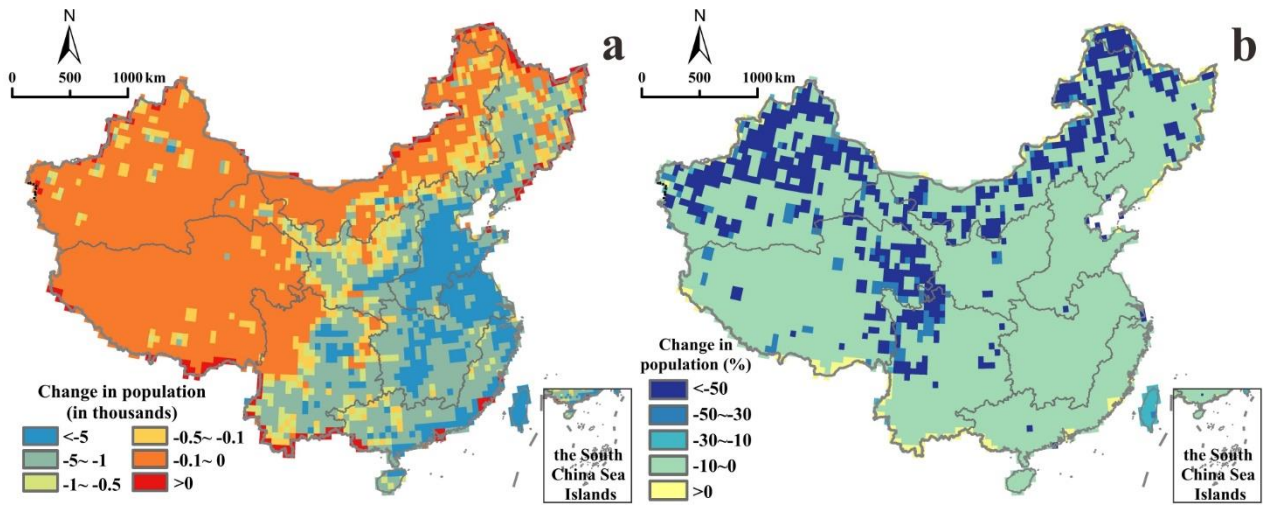 N
a
0 500 1000 km
Change in population
(in thousands)
<-5
-5~ -1
-1~ -0.5
-0.5~ -0.1
-0.1~ 0
>0
the South
China Sea
Islands
N
b
0 500 1000 km
Change in
population (%)
<-50
-50~-30
-30~-10
-10~0
>0
the South
China Sea
Islands